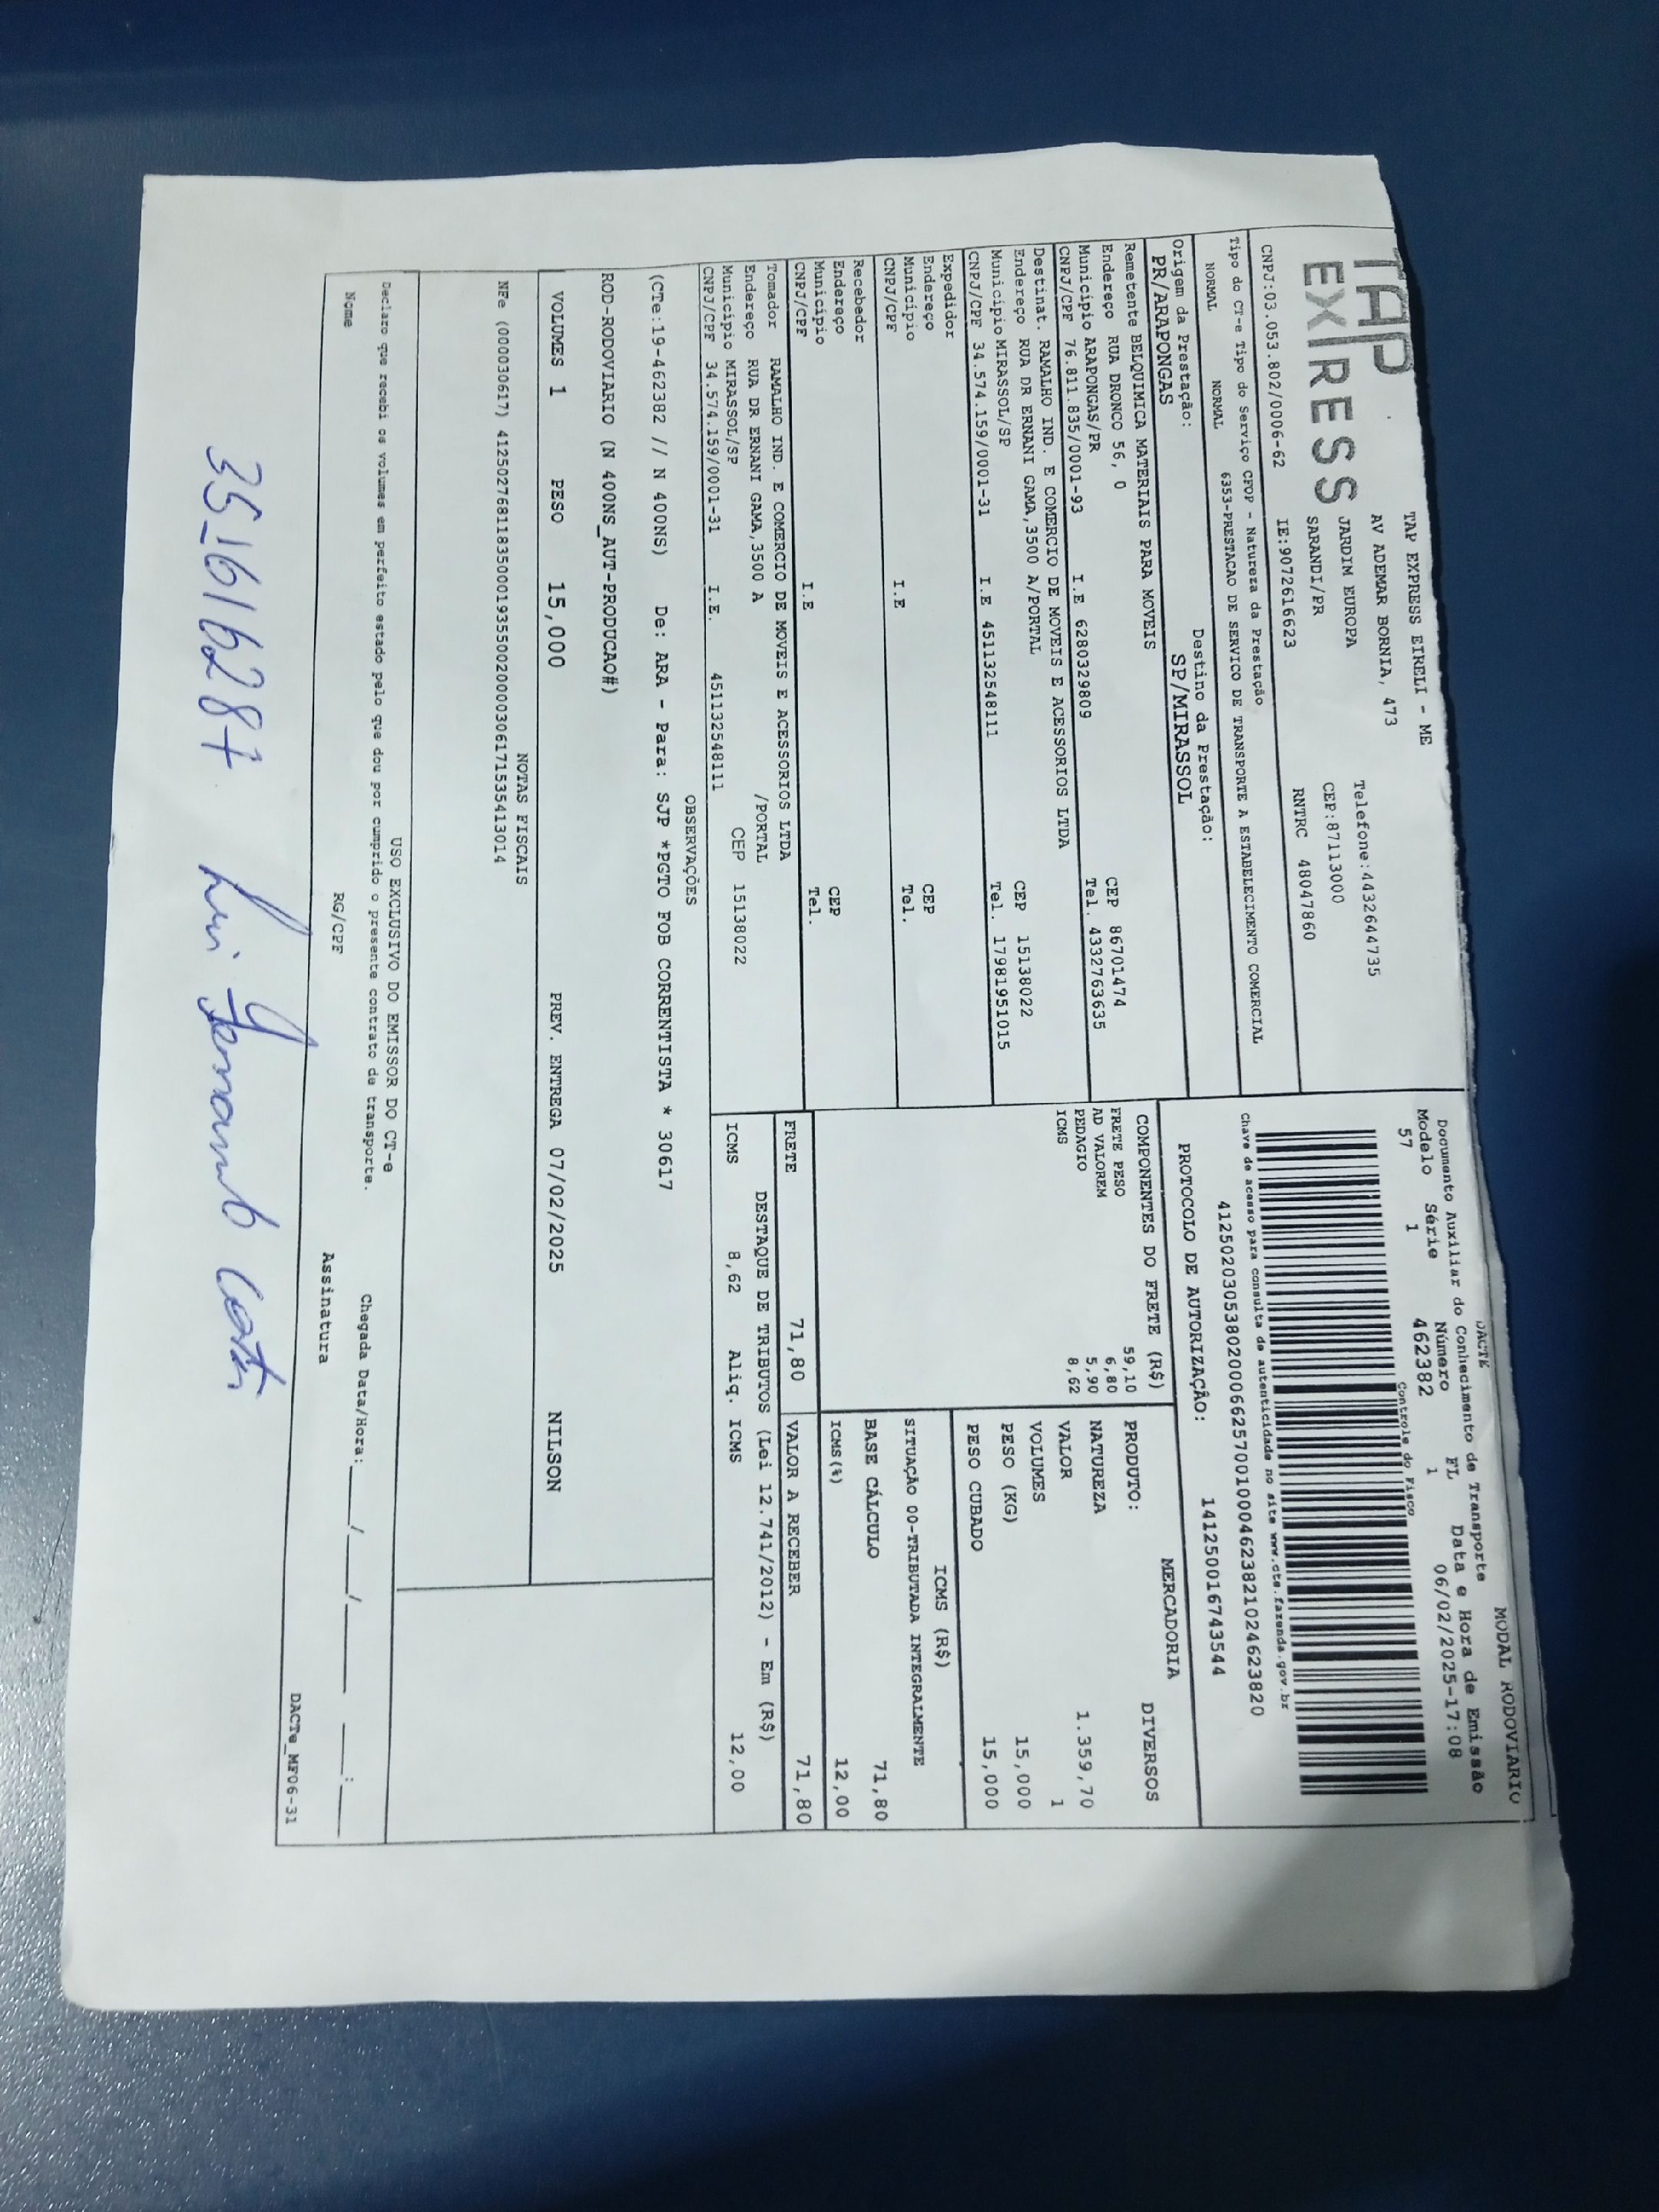 MODAL RODOVIARIO
DACTE
Documento Auxiliar do Conhecimento de Transporte
Modelo Série Número FL Data e Hora de Emissão
57 1 462382 1 06/02/2025-17:08
Controle do Fisco
Chave de acesso para consulta de autenticidade no site www.cte.fazenda.gov.br
41250203053802000662570010004623821024623820
PROTOCOLO DE AUTORIZAÇÃO: 141250016743544
TAP EXPRESS
TAP EXPRESS EIRELI - ME
AV ADEMAR BORNIA, 473
JARDIM EUROPA
SARANDI/PR
Telefone:4432644735
CEP:87113000
CNPJ:03.053.802/0006-62 IE:9072616623 RNTRC 48047860
Tipo do CT-e Tipo do Serviço CFOP - Natureza da Prestação
NORMAL NORMAL 6353-PRESTACAO DE SERVICO DE TRANSPORTE A ESTABELECIMENTO COMERCIAL
Origem da Prestação: Destino da Prestação:
PR/ARAPONGAS SP/MIRASSOL
Remetente BELQUIMICA MATERIAIS PARA MOVEIS
Endereço RUA DRONCO 56, 0 CEP 86701474
Município ARAPONGAS/PR Tel. 4332763635
CNPJ/CPF 76.811.835/0001-93 I.E 6280329809
Destinat. RAMALHO IND. E COMERCIO DE MOVEIS E ACESSORIOS LTDA
Endereço RUA DR ERNANI GAMA,3500 A/PORTAL CEP 15138022
Município MIRASSOL/SP Tel. 17981951015
CNPJ/CPF 34.574.159/0001-31 I.E 451132548111
Expedidor
Endereço CEP
Município Tel.
CNPJ/CPF I.E
Recebedor
Endereço CEP
Município Tel.
CNPJ/CPF I.E
Tomador RAMALHO IND. E COMERCIO DE MOVEIS E ACESSORIOS LTDA
Endereço RUA DR ERNANI GAMA,3500 A /PORTAL
Município MIRASSOL/SP CEP 15138022
CNPJ/CPF 34.574.159/0001-31 I.E. 451132548111
COMPONENTES DO FRETE (R$)
FRETE PESO 59,10
AD VALOREM 6,80
PEDAGIO 5,90
ICMS 8,62
MERCADORIA
PRODUTO: DIVERSOS
NATUREZA
VALOR 1.359,70
VOLUMES 1
PESO (KG) 15,000
PESO CUBADO 15,000
ICMS (R$)
SITUAÇÃO 00-TRIBUTADA INTEGRALMENTE
BASE CÁLCULO 71,80
ICMS(%) 12,00
FRETE 71,80 VALOR A RECEBER 71,80
DESTAQUE DE TRIBUTOS (Lei 12.741/2012) - Em (R$)
ICMS 8,62 Aliq. ICMS 12,00
OBSERVAÇÕES
(CTe:19-462382 // N 400NS) De: ARA - Para: SJP *PGTO FOB CORRENTISTA * 30617
ROD-RODOVIARIO (N 400NS_AUT-PRODUCAO#)
VOLUMES 1 PESO 15,000 PREV. ENTREGA 07/02/2025 NILSON
NOTAS FISCAIS
NFe (000030617) 41250276811835000193550020000306171535413014
USO EXCLUSIVO DO EMISSOR DO CT-e
Declaro que recebi os volumes em perfeito estado pelo que dou por cumprido o presente contrato de transporte.
Chegada Data/Hora:____/____/______ ____:____
Nome RG/CPF Assinatura
DACTe_MF06-31
35_1616287 Lui Fernando Costa